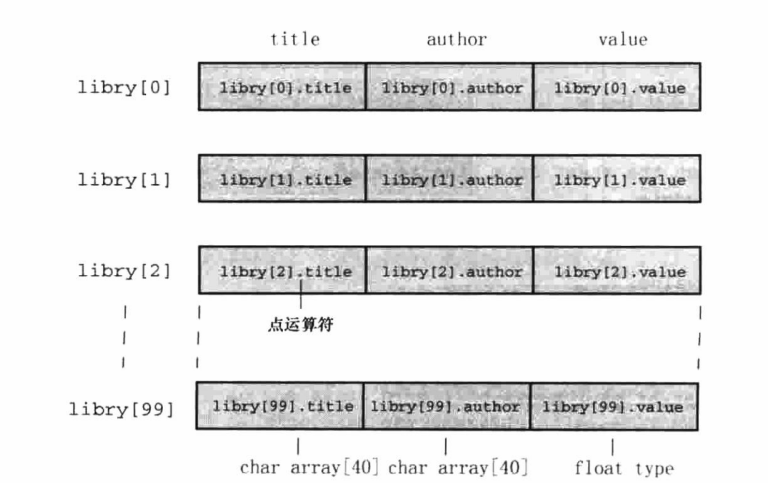 title author value
libry[0] libry[0].title libry[0].author libry[0].value
libry[1] libry[1].title libry[1].author libry[1].value
libry[2] libry[2].title libry[2].author libry[2].value
点运算符
libry[99] libry[99].title libry[99].author libry[99].value
char array[40] char array[40] float type